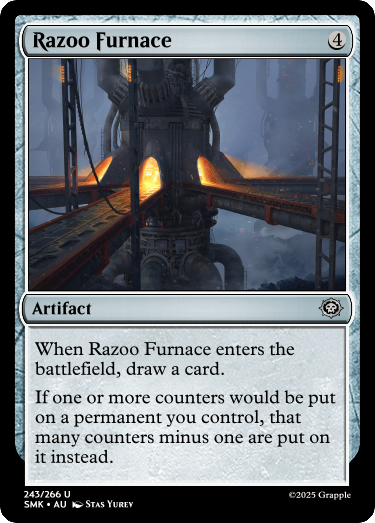 Razoo Furnace 4
Artifact
When Razoo Furnace enters the
battlefield, draw a card.
If one or more counters would be put
on a permanent you control, that
many counters minus one are put on
it instead.
243/266 U
SMK • AU Stas Yurev
©2025 Grapple